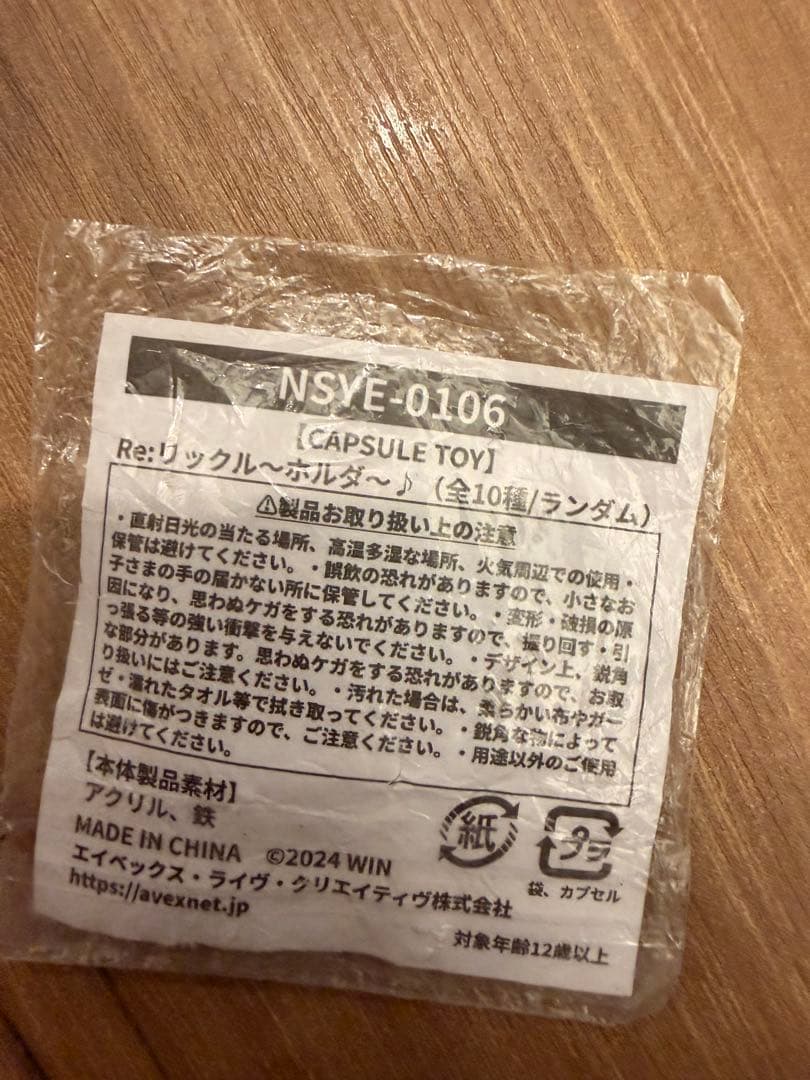 NSYE-0106
【CAPSULE TOY】
Re:リックル～ホルダ～♪ (全10種/ランダム)
⚠製品お取り扱い上の注意
・直射日光の当たる場所、高温多湿な場所、火気周辺での使用・
保管は避けてください。・誤飲の恐れがありますので、小さなお
子さまの手の届かない所に保管してください。・変形・破損の原
因になり、思わぬケガをする恐れがありますので、振り回す・引
っ張る等の強い衝撃を与えないでください。・デザイン上、鋭角
な部分があります。思わぬケガをする恐れがありますので、お取
り扱いにはご注意ください。・汚れた場合は、柔らかい布やガー
ゼ・濡れたタオル等で拭き取ってください。・鋭角な物によって
表面に傷がつきますので、ご注意ください。・用途以外のご使用
は避けてください。
【本体製品素材】
アクリル、鉄
MADE IN CHINA ©2024 WIN
エイベックス・ライヴ・クリエイティヴ株式会社
https://avexnet.jp
紙
プラ
袋、カプセル
対象年齢12歳以上